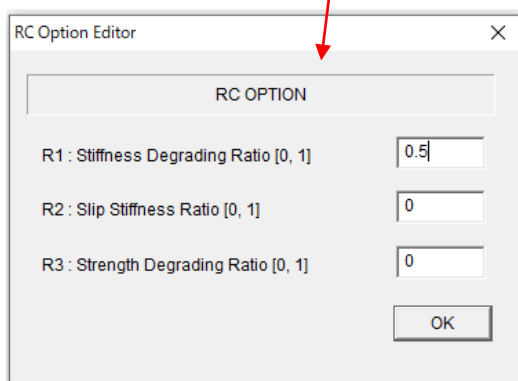 RC Option Editor
RC OPTION
R1 : Stiffness Degrading Ratio [0, 1] 0.5
R2 : Slip Stiffness Ratio [0, 1] 0
R3 : Strength Degrading Ratio [0, 1] 0
OK